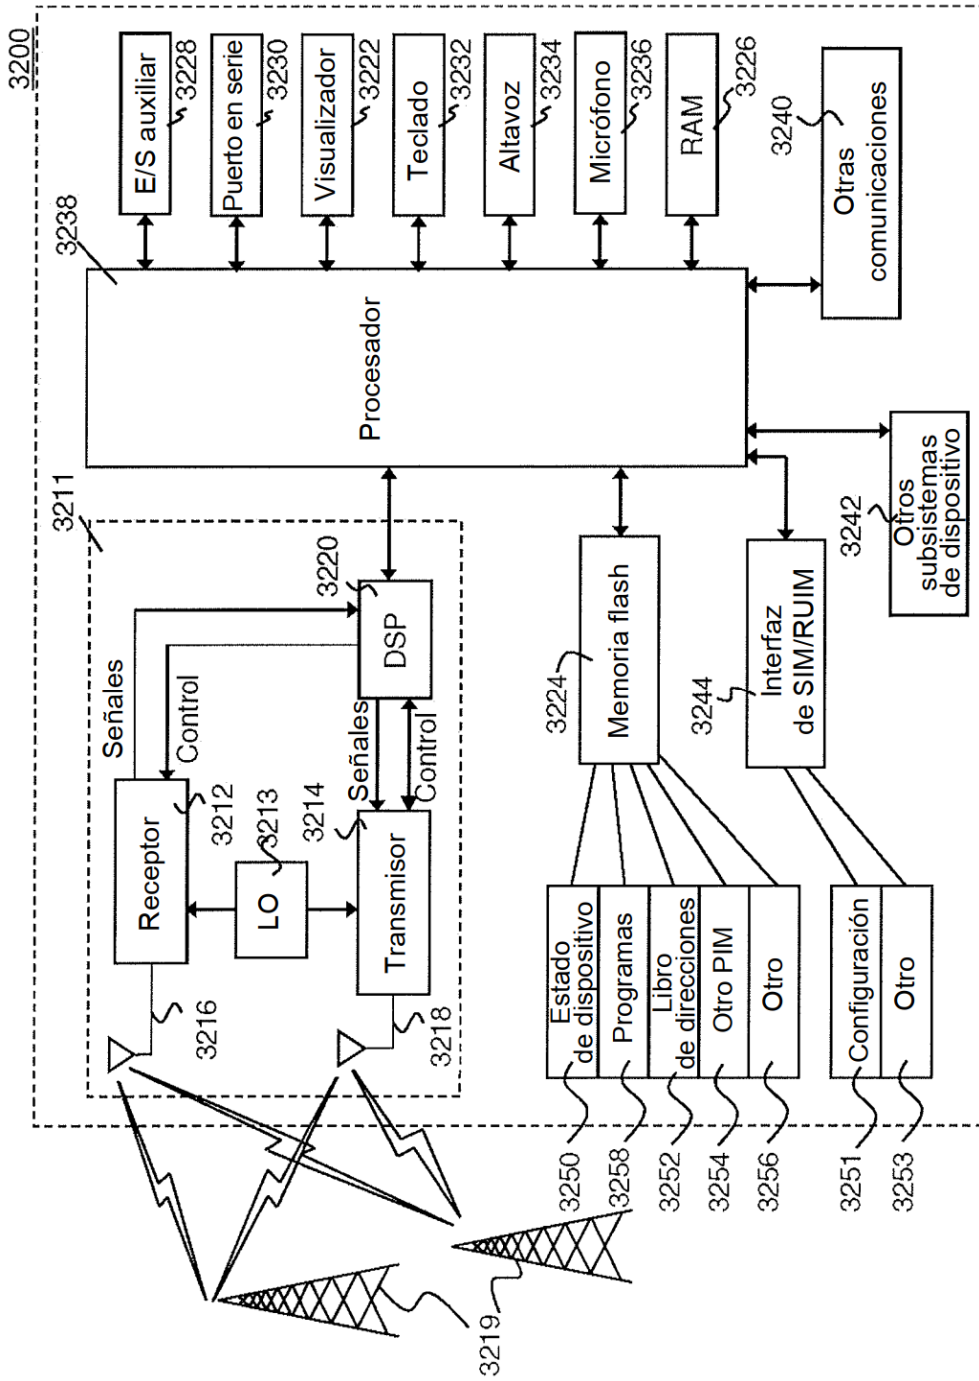 3200
3211
3238
Receptor
3212
Señales
Control
LO
3213
Transmisor
3214
Señales
Control
DSP
3220
3216
3218
3219
Procesador
E/S auxiliar
3228
Puerto en serie
3230
Visualizador
3222
Teclado
3232
Altavoz
3234
Micrófono
3236
RAM
3226
Otras
comunicaciones
3240
Otros
subsistemas
de dispositivo
3242
Memoria flash
3224
Interfaz
de SIM/RUIM
3244
Estado
de dispositivo
3250
Programas
3258
Libro
de direcciones
3252
Otro PIM
3254
Otro
3256
Configuración
3251
Otro
3253